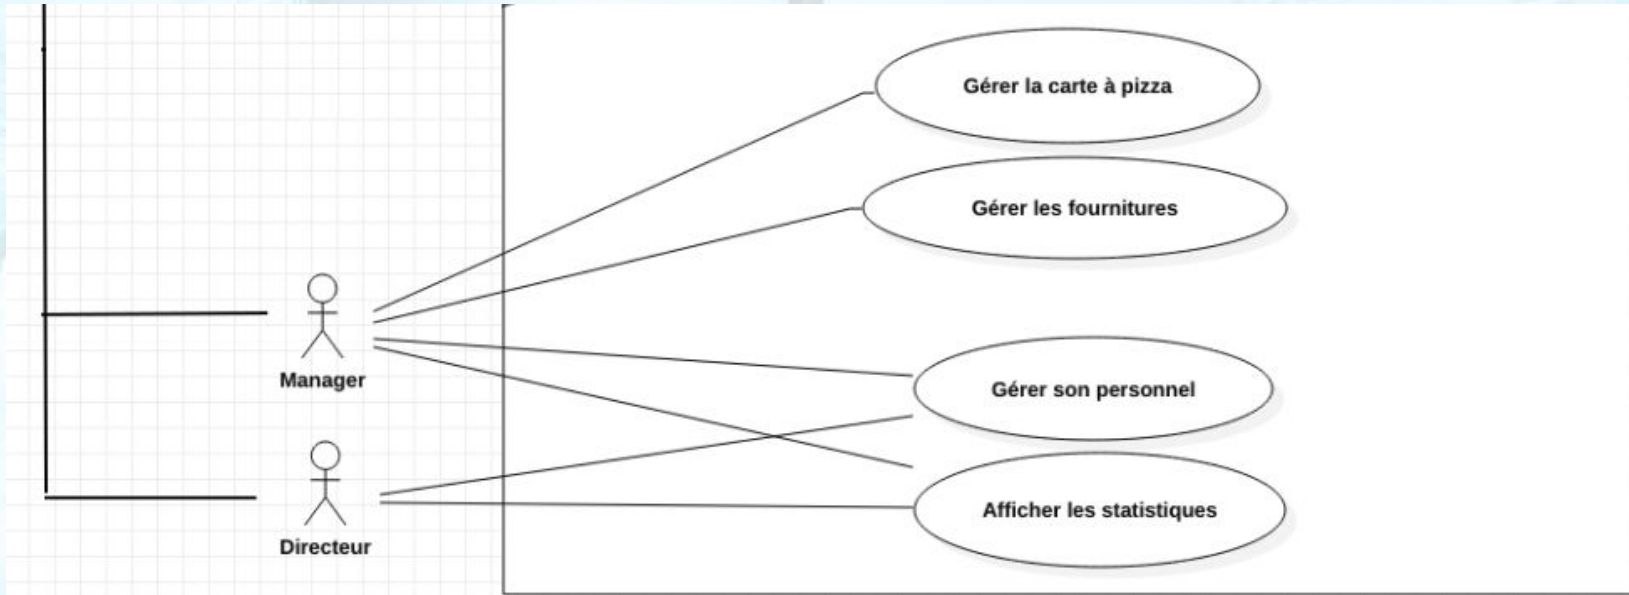 Gérer la carte à pizza
Gérer les fournitures
Manager
Gérer son personnel
Afficher les statistiques
Directeur